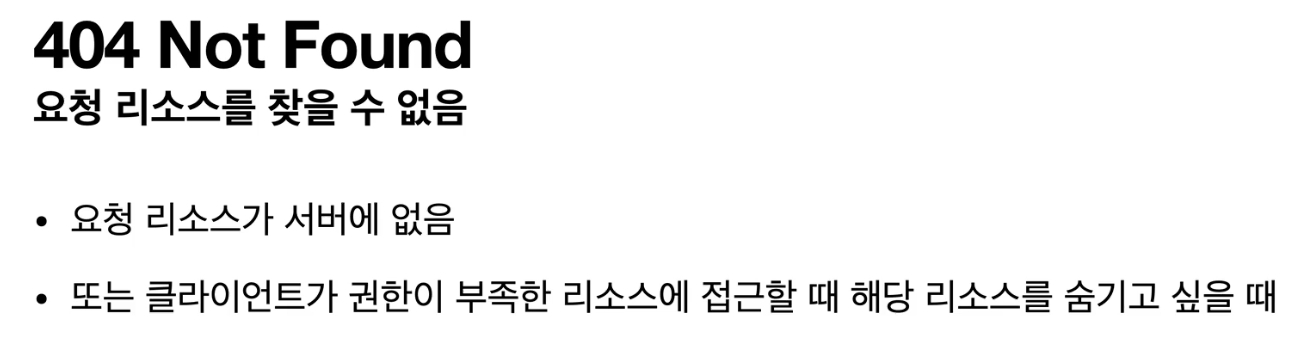 404 Not Found
요청 리소스를 찾을 수 없음
• 요청 리소스가 서버에 없음
• 또는 클라이언트가 권한이 부족한 리소스에 접근할 때 해당 리소스를 숨기고 싶을 때